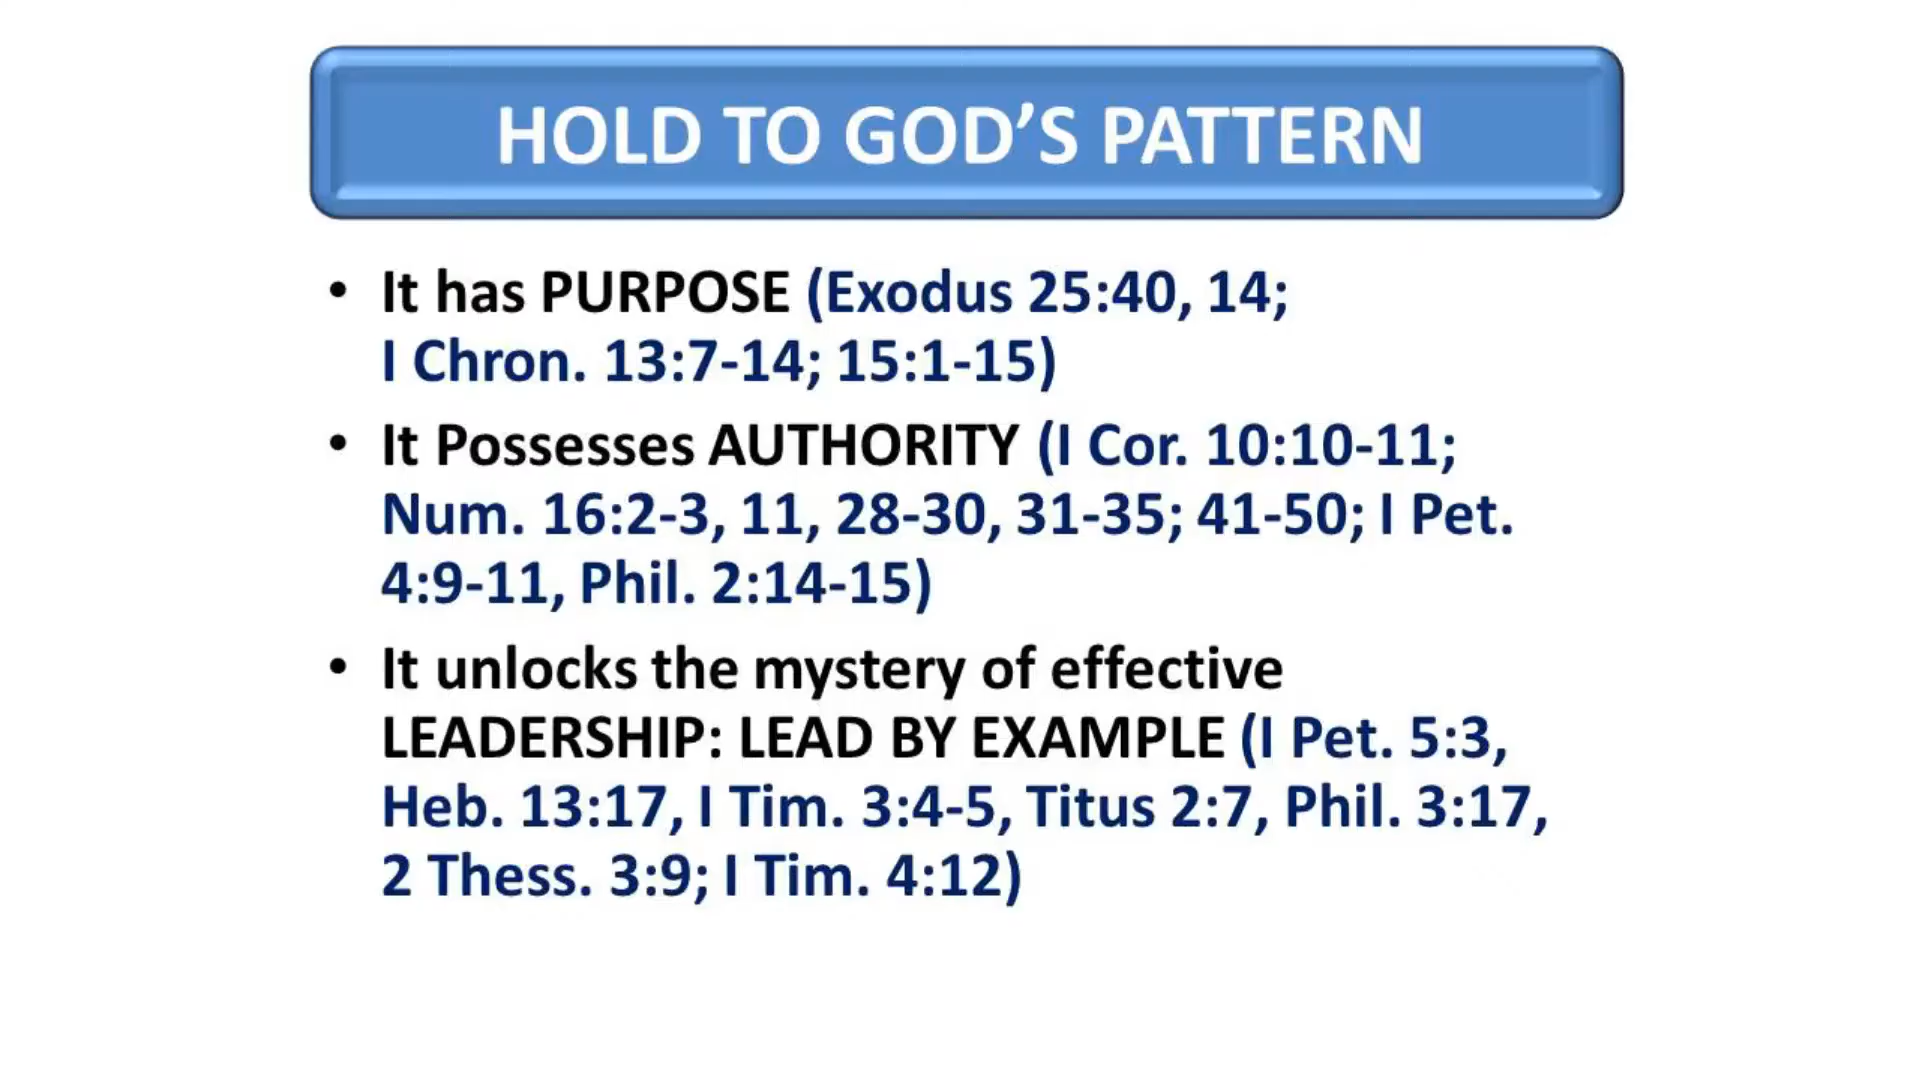 HOLD TO GOD’S PATTERN
• It has PURPOSE (Exodus 25:40, 14;
I Chron. 13:7-14; 15:1-15)
• It Possesses AUTHORITY (I Cor. 10:10-11;
Num. 16:2-3, 11, 28-30, 31-35; 41-50; I Pet.
4:9-11, Phil. 2:14-15)
• It unlocks the mystery of effective
LEADERSHIP: LEAD BY EXAMPLE (I Pet. 5:3,
Heb. 13:17, I Tim. 3:4-5, Titus 2:7, Phil. 3:17,
2 Thess. 3:9; I Tim. 4:12)